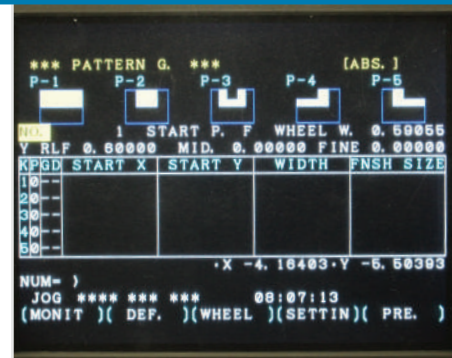 *** PATTERN G. *** [ABS. ]
P-1 P-2 P-3 P-4 P-5
NO. 1 START P. F WHEEL W. 0.59055
Y RLF 0.60000 MID. 0.00000 FINE 0.00000
K P G D START X START Y WIDTH FNSH SIZE
1 0 - -
2 0 - -
3 0 - -
4 0 - -
5 0 - -
·X -4.16403·Y -5.50393
NUM= )
JOG **** *** *** 08:07:13
(MONIT )( DEF. )(WHEEL )(SETTIN)( PRE. )